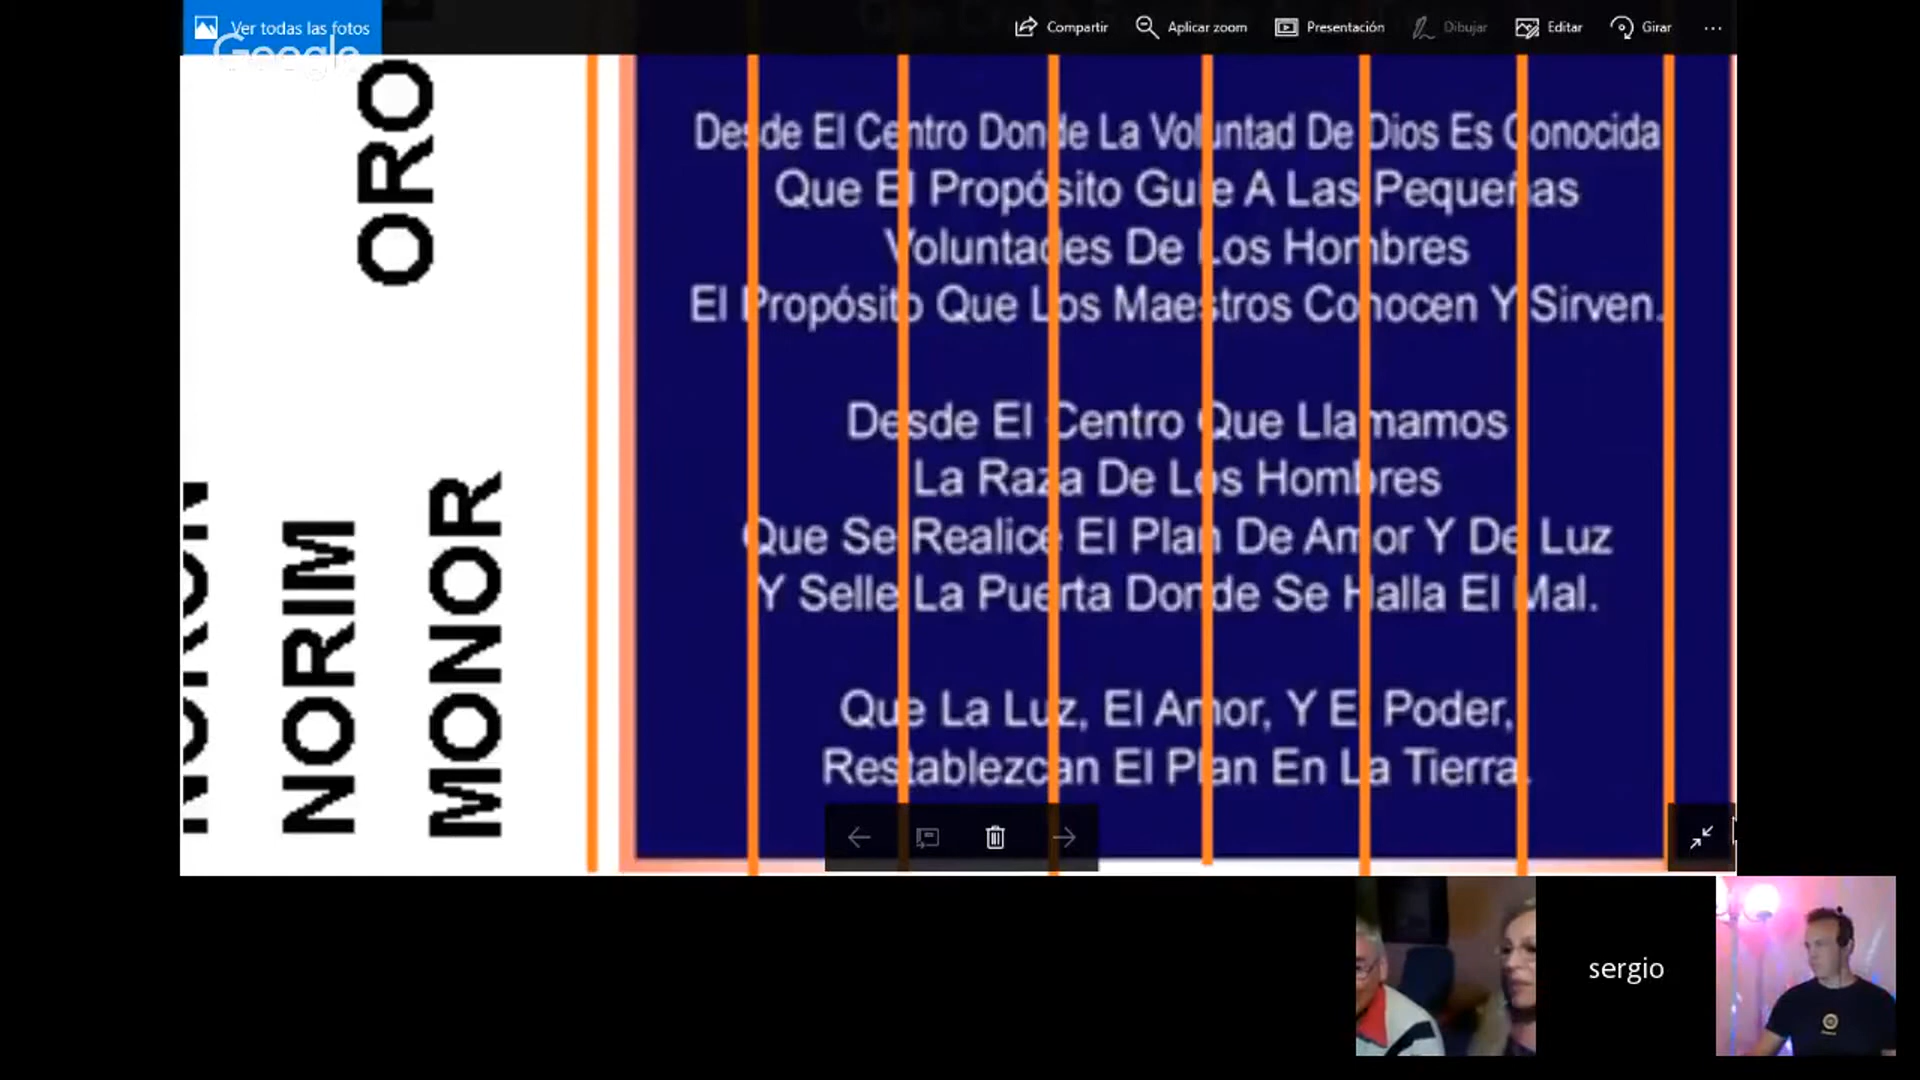 Ver todas las fotos
Google
Compartir
Aplicar zoom
Presentación
Dibujar
Editar
Girar
ORO
NORIM
MONOR
Desde El Centro Donde La Voluntad De Dios Es Conocida
Que El Propósito Guíe A Las Pequeñas
Voluntades De Los Hombres
El Propósito Que Los Maestros Conocen Y Sirven.
Desde El Centro Que Llamamos
La Raza De Los Hombres
Que Se Realice El Plan De Amor Y De Luz
Y Selle La Puerta Donde Se Halla El Mal.
Que La Luz, El Amor, Y El Poder,
Restablezcan El Plan En La Tierra.
sergio